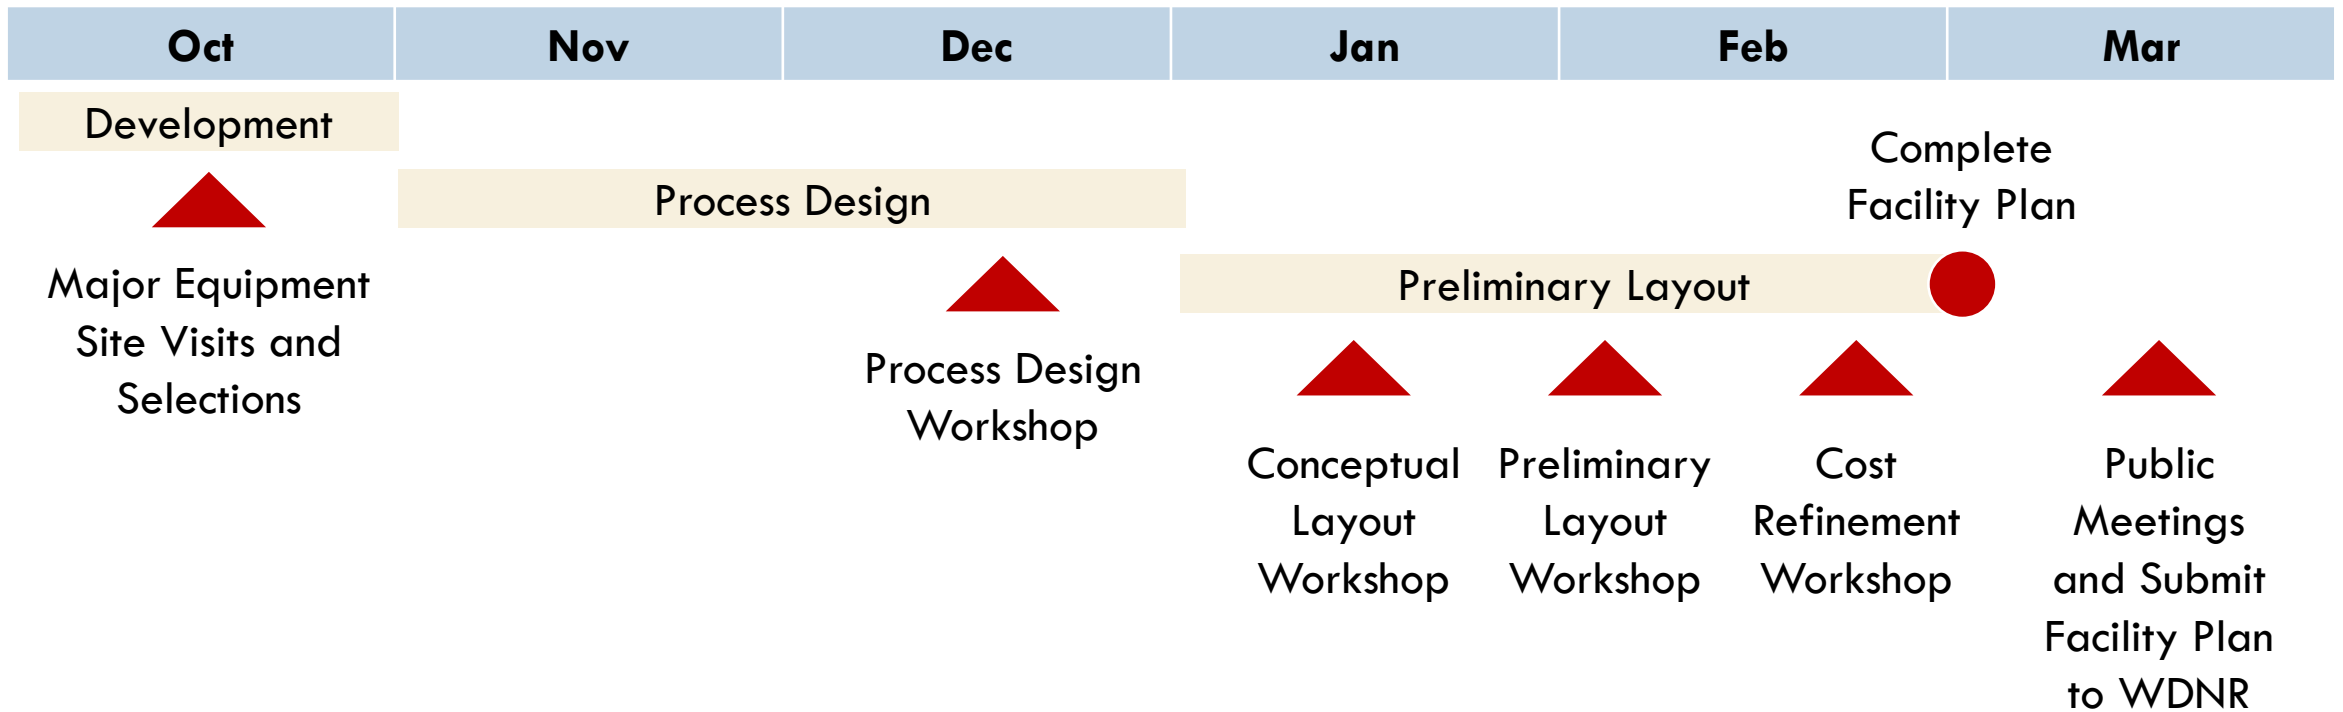 Oct Nov Dec Jan Feb Mar
Development
Process Design
Complete
Facility Plan
Preliminary Layout
Major Equipment
Site Visits and
Selections
Process Design
Workshop
Conceptual
Layout
Workshop
Preliminary
Layout
Workshop
Cost
Refinement
Workshop
Public
Meetings
and Submit
Facility Plan
to WDNR